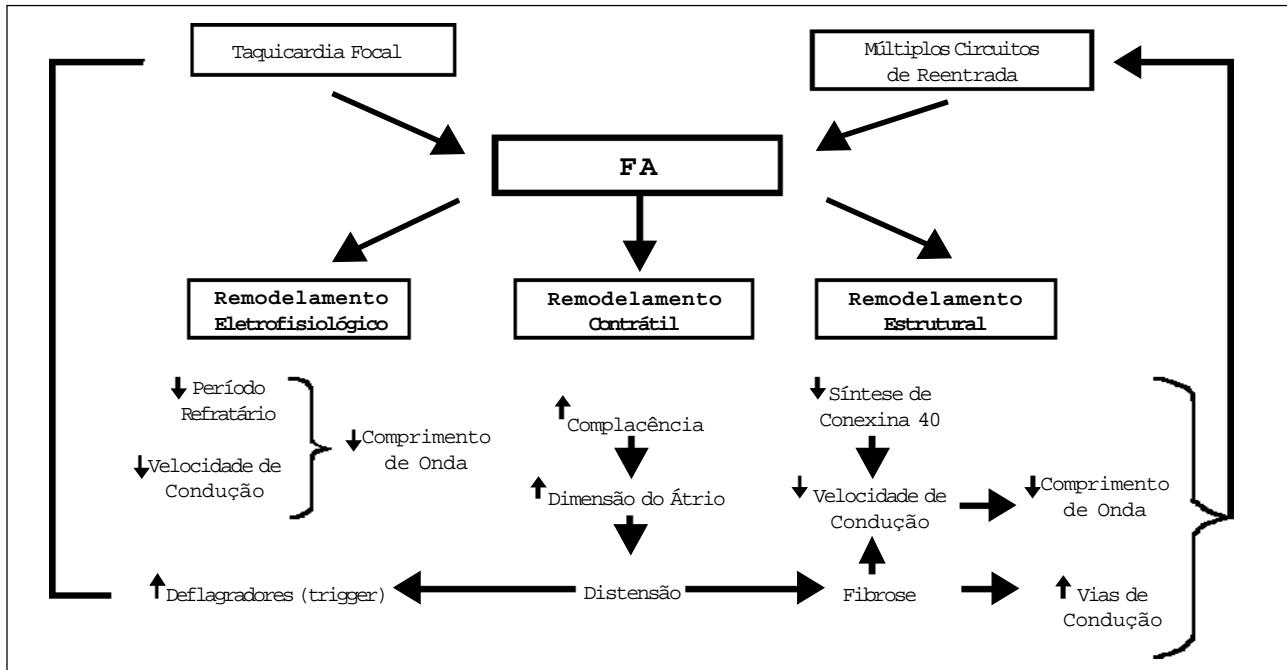 Taquicardia Focal
Múltiplos Circuitos
de Reentrada
FA
Remodelamento
Eletrofisiológico
Remodelamento
Contrátil
Remodelamento
Estrutural
↓ Período
Refratário
↓ Velocidade de
Condução
↓ Comprimento
de Onda
↑ Complacência
↑ Dimensão do Átrio
Distensão
↑ Deflagradores (trigger)
↓ Síntese de
Conexina 40
↓ Velocidade de
Condução
Fibrose
↓ Comprimento
de Onda
↑ Vias de
Condução